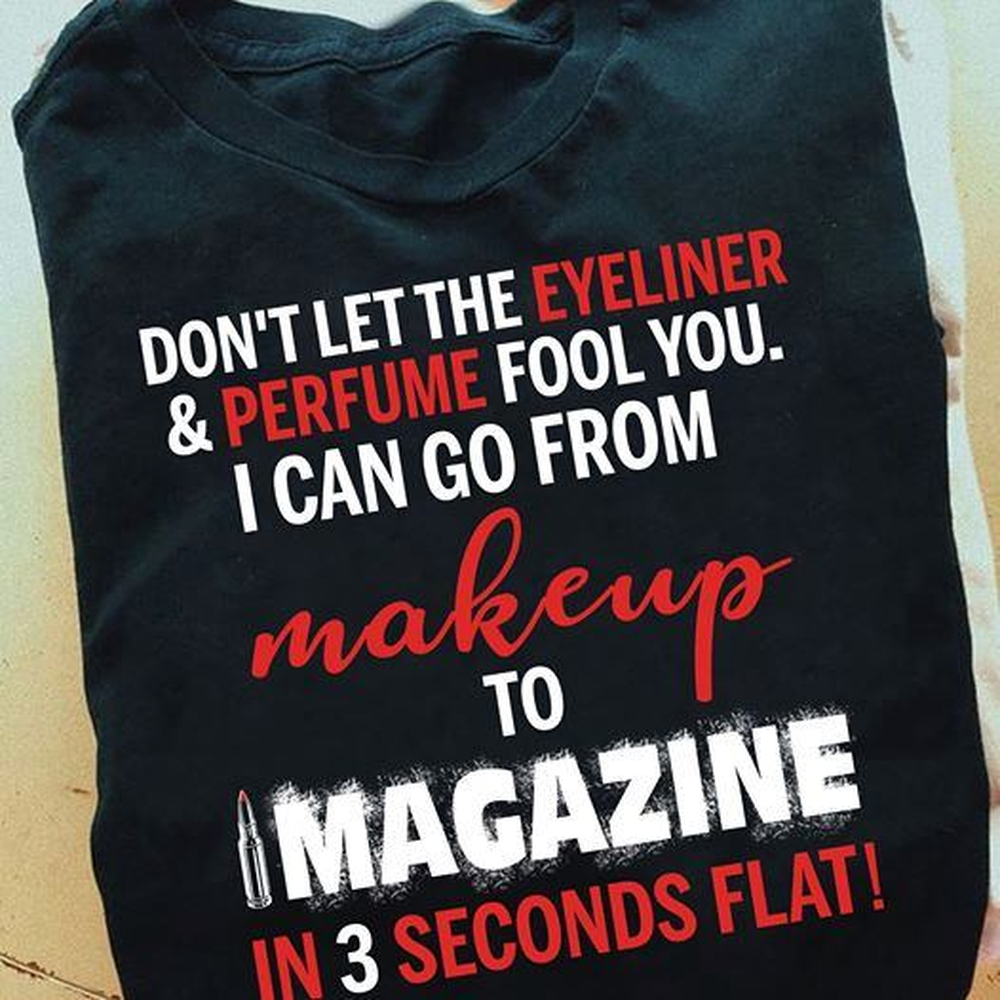 DON'T LET THE EYELINER
& PERFUME FOOL YOU.
I CAN GO FROM
makeup
TO
MAGAZINE
IN 3 SECONDS FLAT!